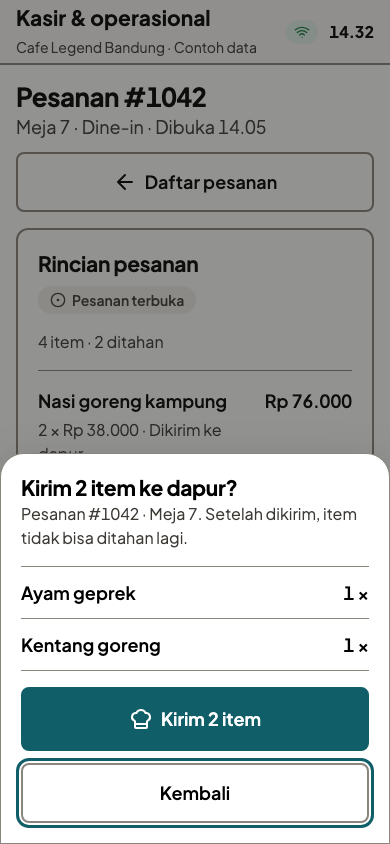 Kasir & operasional
Cafe Legend Bandung · Contoh data
14.32
Pesanan #1042
Meja 7 · Dine-in · Dibuka 14.05
Daftar pesanan
Rincian pesanan
Pesanan terbuka
4 item · 2 ditahan
Nasi goreng kampung
Rp 76.000
2 × Rp 38.000 · Dikirim ke
Kirim 2 item ke dapur?
Pesanan #1042 · Meja 7. Setelah dikirim, item
tidak bisa ditahan lagi.
Ayam geprek
1 ×
Kentang goreng
1 ×
Kirim 2 item
Kembali